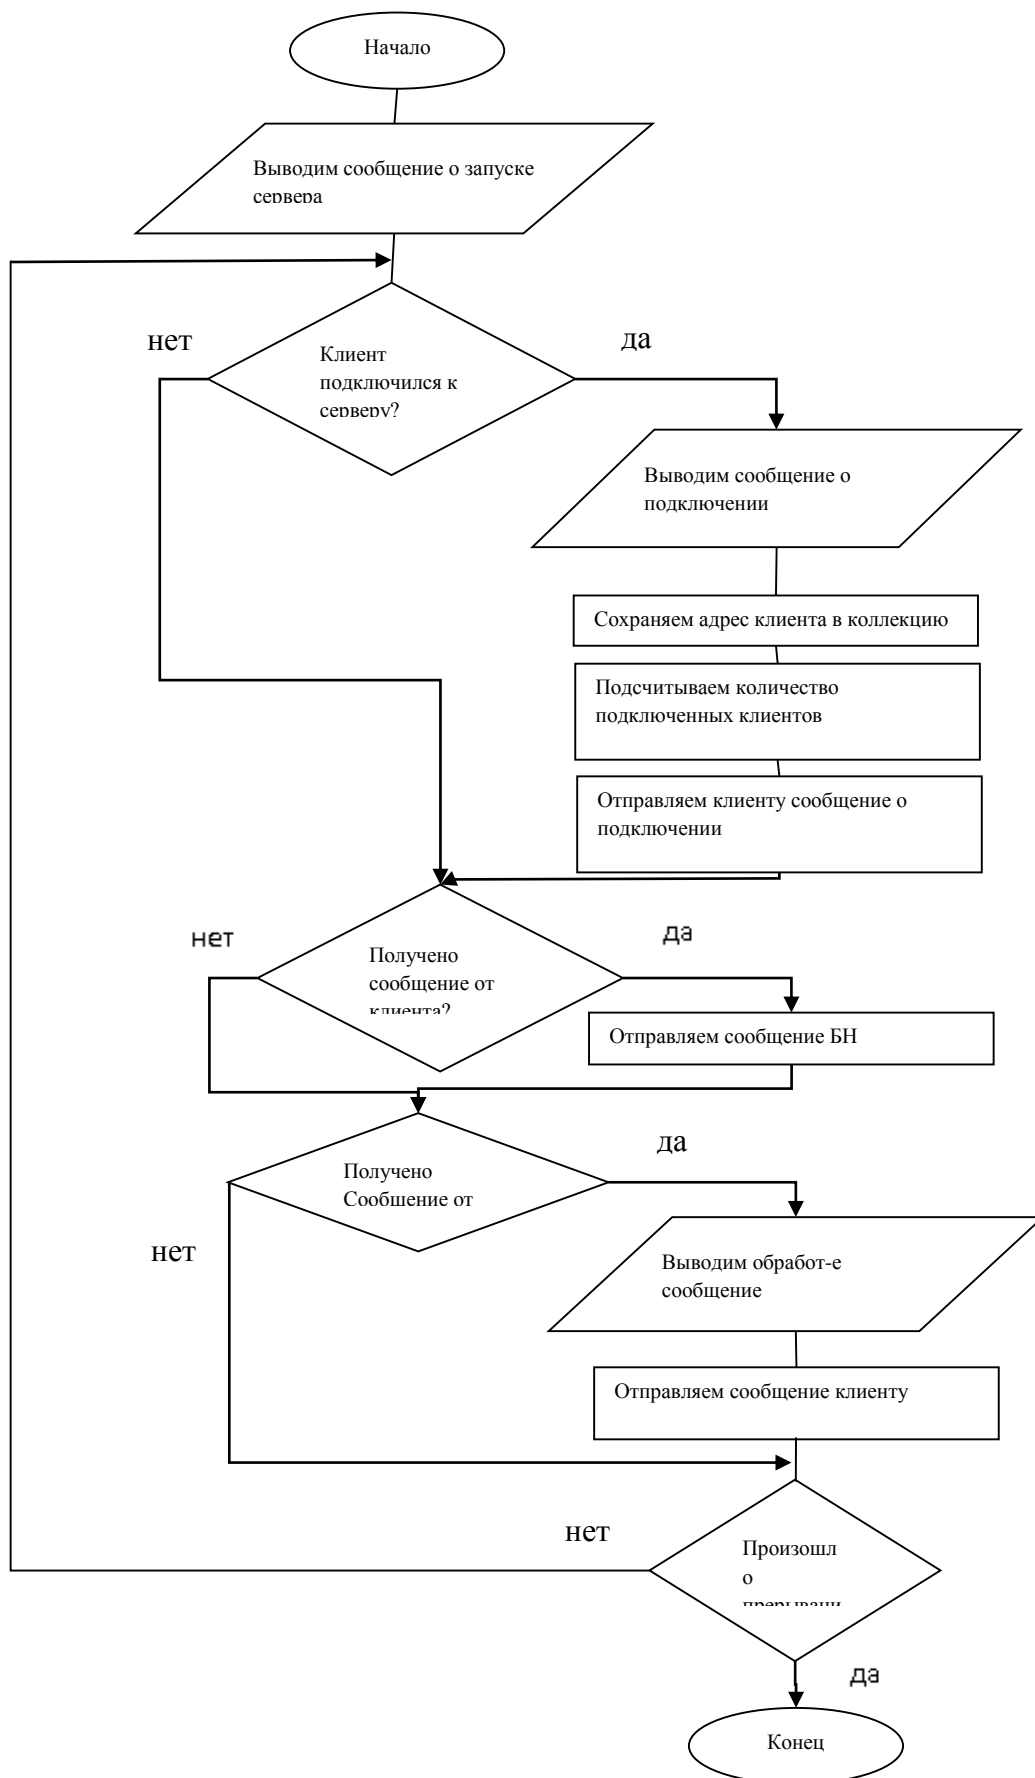 Начало
Выводим сообщение о запуске
сервера
нет
да
Клиент
подключился к
серверу?
Выводим сообщение о
подключении
Сохраняем адрес клиента в коллекцию
Подсчитываем количество
подключенных клиентов
Отправляем клиенту сообщение о
подключении
нет
да
Получено
сообщение от
клиента?
Отправляем сообщение БН
да
Получено
Сообщение от
нет
Выводим обработ-е
сообщение
Отправляем сообщение клиенту
нет
Произошл
о
прерывани
да
Конец